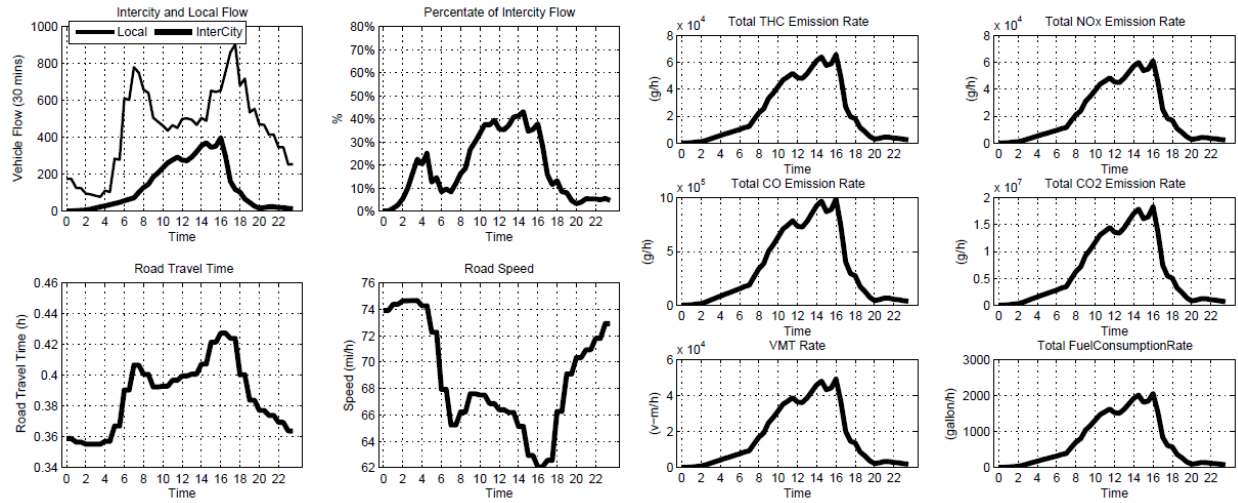 Intercity and Local Flow
Local InterCity
Vehicle Flow (30 mins)
1000
800
600
400
200
0
0 2 4 6 8 10 12 14 16 18 20 22
Time
Percentate of Intercity Flow
%
80%
70%
60%
50%
40%
30%
20%
10%
0%
0 2 4 6 8 10 12 14 16 18 20 22
Time
Total THC Emission Rate
x 10^4
(g/h)
8
6
4
2
0
0 2 4 6 8 10 12 14 16 18 20 22
Time
Total NOx Emission Rate
x 10^4
(g/h)
8
6
4
2
0
0 2 4 6 8 10 12 14 16 18 20 22
Time
Total CO Emission Rate
x 10^5
(g/h)
10
5
0
0 2 4 6 8 10 12 14 16 18 20 22
Time
Total CO2 Emission Rate
x 10^7
(g/h)
2
1.5
1
0.5
0
0 2 4 6 8 10 12 14 16 18 20 22
Time
Road Travel Time
Road Travel Time (h)
0.46
0.44
0.42
0.4
0.38
0.36
0.34
0 2 4 6 8 10 12 14 16 18 20 22
Time
Road Speed
Speed (mi/h)
76
74
72
70
68
66
64
62
0 2 4 6 8 10 12 14 16 18 20 22
Time
VMT Rate
x 10^4
(v-m/h)
6
4
2
0
0 2 4 6 8 10 12 14 16 18 20 22
Time
Total FuelConsumptionRate
(gallon/h)
3000
2000
1000
0
0 2 4 6 8 10 12 14 16 18 20 22
Time